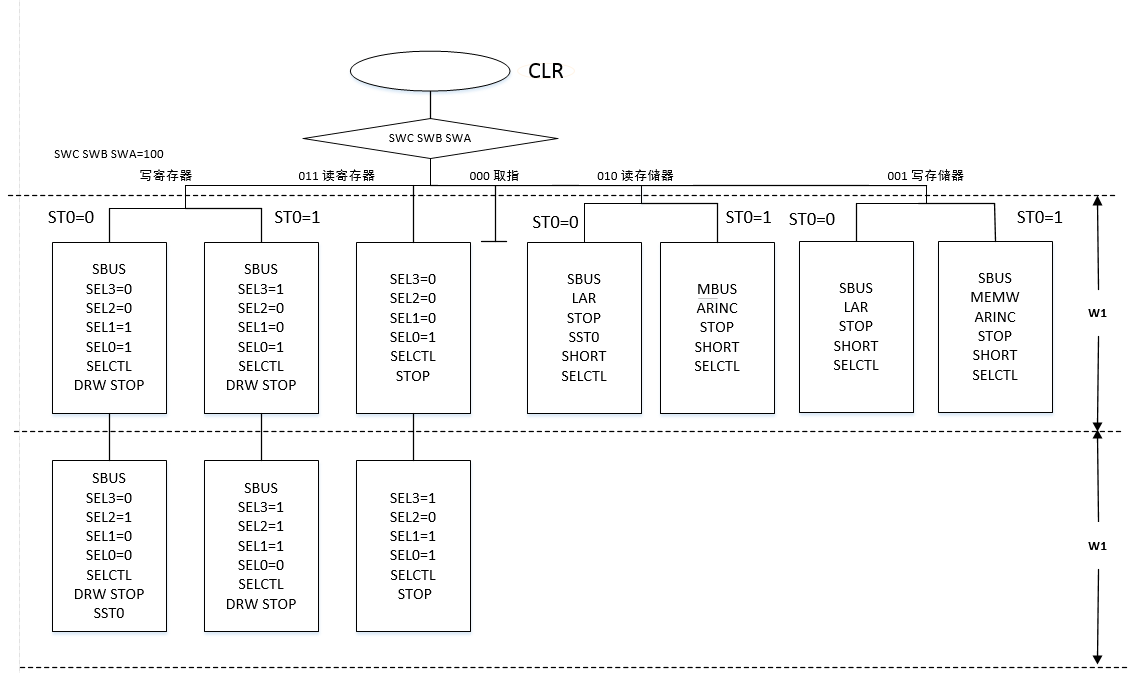 CLR
SWC SWB SWA
SWC SWB SWA=100
写寄存器
011 读寄存器
000 取指
010 读存储器
001 写存储器
ST0=0
ST0=1
ST0=0
ST0=1
ST0=0
ST0=1
SBUS
SEL3=0
SEL2=0
SEL1=1
SEL0=1
SELCTL
DRW STOP
SBUS
SEL3=1
SEL2=0
SEL1=0
SEL0=1
SELCTL
DRW STOP
SEL3=0
SEL2=0
SEL1=0
SEL0=1
SELCTL
STOP
SBUS
LAR
STOP
SST0
SHORT
SELCTL
MBUS
ARINC
STOP
SHORT
SELCTL
SBUS
LAR
STOP
SHORT
SELCTL
SBUS
MEMW
ARINC
STOP
SHORT
SELCTL
W1
SBUS
SEL3=0
SEL2=1
SEL1=0
SEL0=0
SELCTL
DRW STOP
SST0
SBUS
SEL3=1
SEL2=1
SEL1=1
SEL0=0
SELCTL
DRW STOP
SEL3=1
SEL2=0
SEL1=1
SEL0=1
SELCTL
STOP
W1